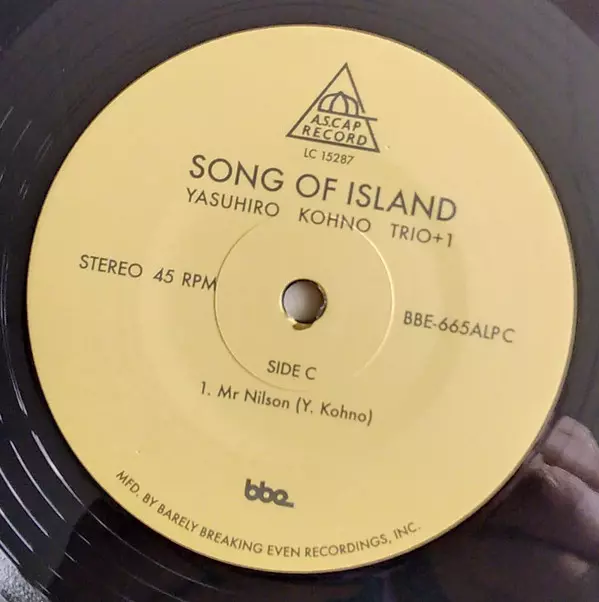 A.S.CAP
RECORD
LC 15287
SONG OF ISLAND
YASUHIRO KOHNO TRIO+1
STEREO 45 RPM
BBE-665ALP C
SIDE C
1. Mr Nilson (Y. Kohno)
bbe
MFD. BY BARELY BREAKING EVEN RECORDINGS, INC.